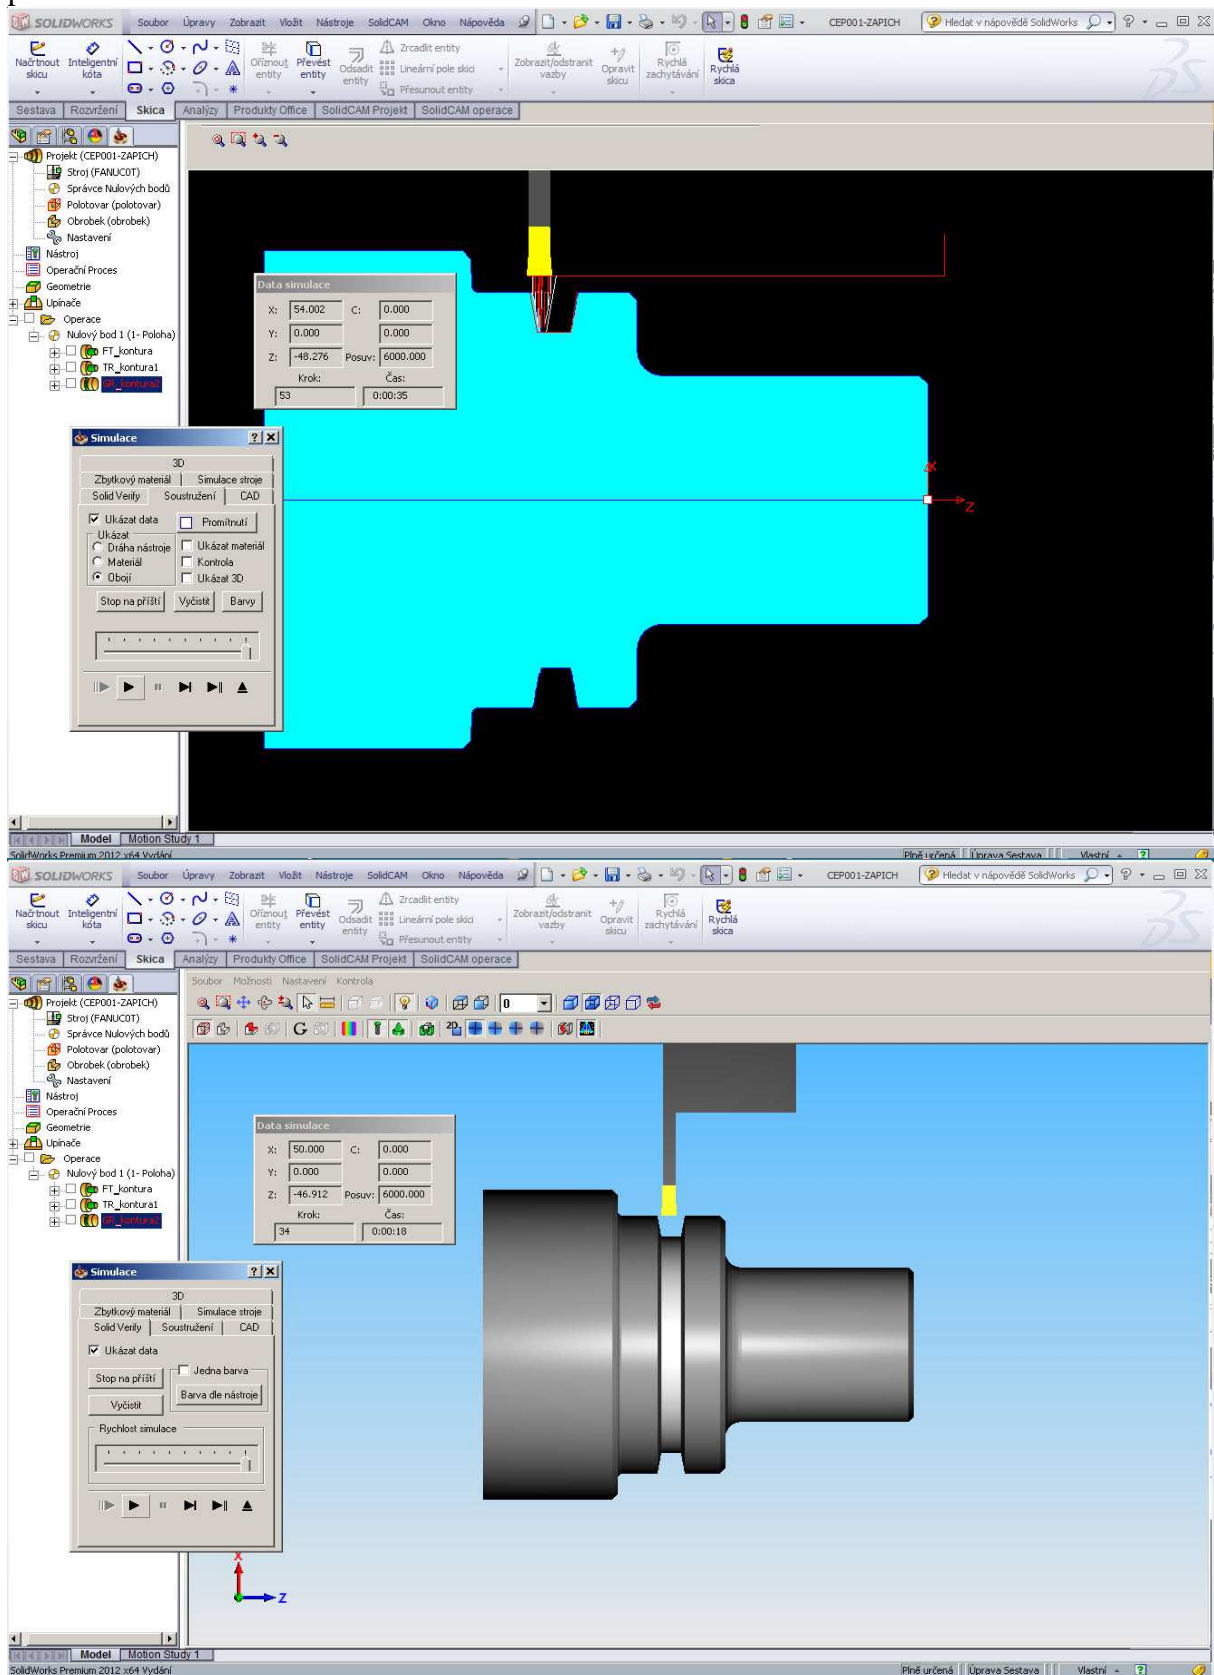 SOLIDWORKS Soubor Úpravy Zobrazit Vložit Nástroje SolidCAM Okno Nápověda CEP001-ZAPICH Hledat v nápovědě SolidWorks
Načrtnout skicu Inteligentní kóta Oříznout entity Převést entity Odsadit entity Zrcadlit entity Zobrazit/odstranit vazby Opravit skicu Rychlá zachytávání Rychlá skica
Lineární pole skici
Přesunout entity
Sestava Rozvržení Skica Analýzy Produkty Office SolidCAM Projekt SolidCAM operace
Projekt (CEP001-ZAPICH)
Stroj (FANUC0T)
Správce Nulových bodů
Polotovar (polotovar)
Obrobek (obrobek)
Nastavení
Nástroj
Operační Proces
Geometrie
Upínače
Operace
Nulový bod 1 (1- Poloha)
FT_kontura
TR_kontura1
GR_kontura2
Data simulace
X: 54.002 C: 0.000
Y: 0.000 0.000
Z: -48.276 Posuv: 6000.000
Krok: Čas:
53 0:00:35
Simulace
3D
Zbytkový materiál Simulace stroje
Solid Verify Soustružení CAD
Ukázat data Promítnutí
Ukázat
Dráha nástroje Ukázat materiál
Materiál Kontrola
Obojí Ukázat 3D
Stop na příští Vyčistit Barvy
X
Z
Model Motion Study 1
SolidWorks Premium 2012 x64 Vydání Plně určená Úprava Sestava Vlastní
SOLIDWORKS Soubor Úpravy Zobrazit Vložit Nástroje SolidCAM Okno Nápověda CEP001-ZAPICH Hledat v nápovědě SolidWorks
Načrtnout skicu Inteligentní kóta Oříznout entity Převést entity Odsadit entity Zrcadlit entity Zobrazit/odstranit vazby Opravit skicu Rychlá zachytávání Rychlá skica
Lineární pole skici
Přesunout entity
Sestava Rozvržení Skica Analýzy Produkty Office SolidCAM Projekt SolidCAM operace
Soubor Možnosti Nastavení Kontrola
0
G 2D
Projekt (CEP001-ZAPICH)
Stroj (FANUC0T)
Správce Nulových bodů
Polotovar (polotovar)
Obrobek (obrobek)
Nastavení
Nástroj
Operační Proces
Geometrie
Upínače
Operace
Nulový bod 1 (1- Poloha)
FT_kontura
TR_kontura1
GR_kontura2
Data simulace
X: 50.000 C: 0.000
Y: 0.000 0.000
Z: -46.912 Posuv: 6000.000
Krok: Čas:
34 0:00:18
Simulace
3D
Zbytkový materiál Simulace stroje
Solid Verify Soustružení CAD
Ukázat data
Stop na příští Jedna barva
Vyčistit Barva dle nástroje
Rychlost simulace
X
Z
Model Motion Study 1
SolidWorks Premium 2012 x64 Vydání Plně určená Úprava Sestava Vlastní